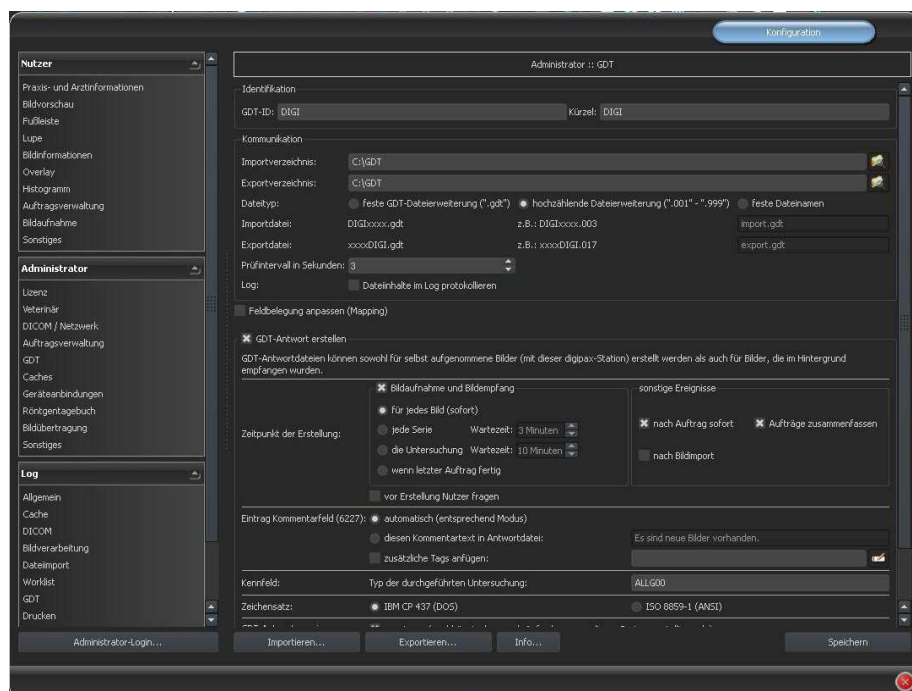 Konfiguration
Nutzer
Praxis- und Arztinformationen
Bildvorschau
Fußleiste
Lupe
Bildinformationen
Overlay
Histogramm
Auftragsverwaltung
Bildaufnahme
Sonstiges
Administrator
Lizenz
Veterinär
DICOM / Netzwerk
Auftragsverwaltung
GDT
Caches
Geräteanbindungen
Röntgentagebuch
Bildübertragung
Sonstiges
Log
Allgemein
Cache
DICOM
Bildverarbeitung
Dateiimport
Worklist
GDT
Drucken
Administrator-Login...
Administrator :: GDT
Identifikation
GDT-ID: DIGI Kürzel: DIGI
Kommunikation
Importverzeichnis: C:\GDT
Exportverzeichnis: C:\GDT
Dateityp: feste GDT-Dateierweiterung (".gdt") hochzählende Dateierweiterung (".001" - ".999") feste Dateinamen
Importdatei: DIGIxxxx.gdt z.B.: DIGIxxxx.003 import.gdt
Exportdatei: xxxxDIGI.gdt z.B.: xxxxDIGI.017 export.gdt
Prüfintervall in Sekunden: 3
Log: Dateiinhalte im Log protokollieren
Feldbelegung anpassen (Mapping)
GDT-Antwort erstellen
GDT-Antwortdateien können sowohl für selbst aufgenommene Bilder (mit dieser digipax-Station) erstellt werden als auch für Bilder, die im Hintergrund
empfangen wurden.
Zeitpunkt der Erstellung:
Bildaufnahme und Bildempfang
für jedes Bild (sofort)
jede Serie Wartezeit: 3 Minuten
die Untersuchung Wartezeit: 10 Minuten
wenn letzter Auftrag fertig
vor Erstellung Nutzer fragen
sonstige Ereignisse
nach Auftrag sofort Aufträge zusammenfassen
nach Bildimport
Eintrag Kommentarfeld (6227): automatisch (entsprechend Modus)
diesen Kommentartext in Antwortdatei: Es sind neue Bilder vorhanden.
zusätzliche Tags anfügen:
Kennfeld: Typ der durchgeführten Untersuchung: ALLG00
Zeichensatz: IBM CP 437 (DOS) ISO 8859-1 (ANSI)
Importieren... Exportieren... Info... Speichern